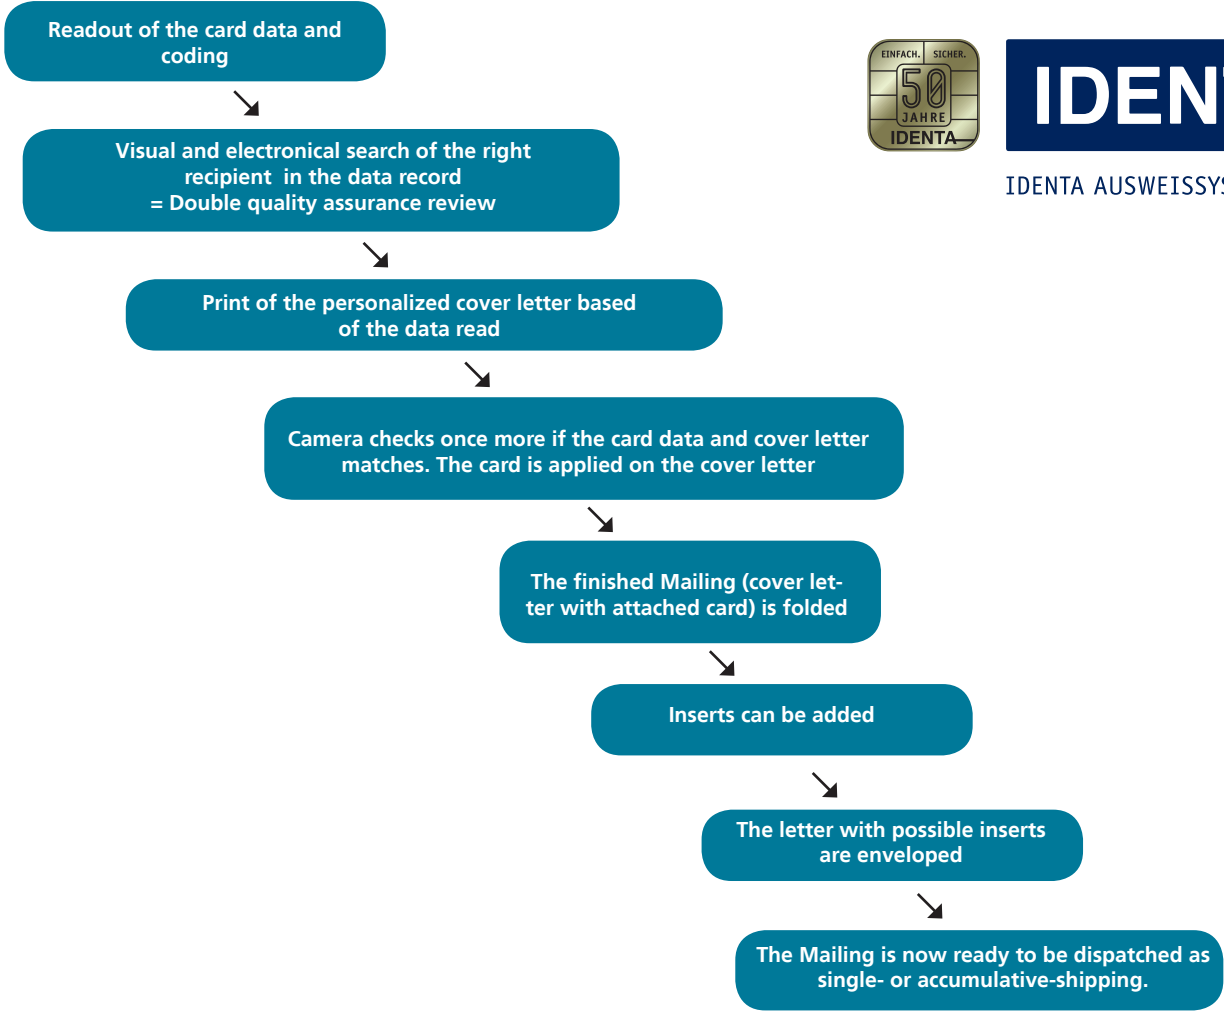 Readout of the card data and
coding
EINFACH. SICHER.
50
JAHRE
IDENTA
IDEN
IDENTA AUSWEISSYS
Visual and electronical search of the right
recipient in the data record
= Double quality assurance review
Print of the personalized cover letter based
of the data read
Camera checks once more if the card data and cover letter
matches. The card is applied on the cover letter
The finished Mailing (cover let-
ter with attached card) is folded
Inserts can be added
The letter with possible inserts
are enveloped
The Mailing is now ready to be dispatched as
single- or accumulative-shipping.